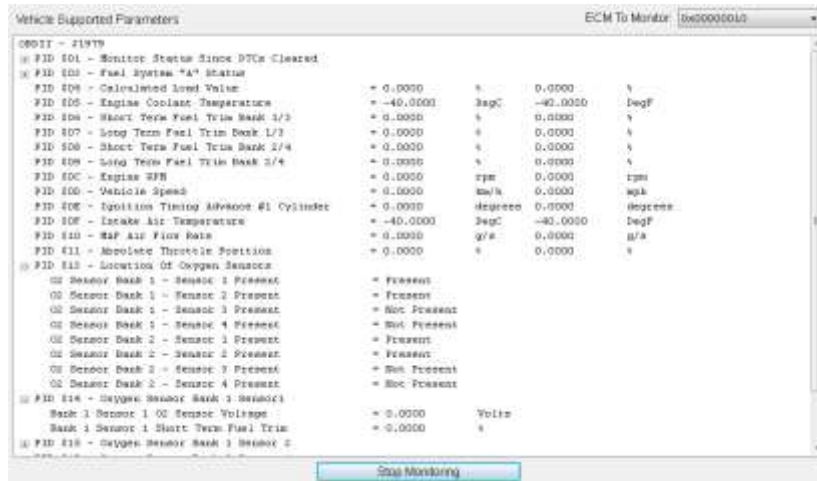 Vehicle Supported Parameters ECM To Monitor 0x00000010
OBDII - J1979
PID $01 - Monitor Status Since DTCs Cleared
PID $03 - Fuel System "A" Status
PID $04 - Calculated Load Value = 0.0000 % 0.0000 %
PID $05 - Engine Coolant Temperature = -40.0000 DegC -40.0000 DegF
PID $06 - Short Term Fuel Trim Bank 1/3 = 0.0000 % 0.0000 %
PID $07 - Long Term Fuel Trim Bank 1/3 = 0.0000 % 0.0000 %
PID $08 - Short Term Fuel Trim Bank 2/4 = 0.0000 % 0.0000 %
PID $09 - Long Term Fuel Trim Bank 2/4 = 0.0000 % 0.0000 %
PID $0C - Engine RPM = 0.0000 rpm 0.0000 rpm
PID $0D - Vehicle Speed = 0.0000 km/h 0.0000 mph
PID $0E - Ignition Timing Advance #1 Cylinder = 0.0000 degrees 0.0000 degrees
PID $0F - Intake Air Temperature = -40.0000 DegC -40.0000 DegF
PID $10 - MAF Air Flow Rate = 0.0000 g/s 0.0000 g/s
PID $11 - Absolute Throttle Position = 0.0000 % 0.0000 %
PID $13 - Location Of Oxygen Sensors
O2 Sensor Bank 1 - Sensor 1 Present = Present
O2 Sensor Bank 1 - Sensor 2 Present = Present
O2 Sensor Bank 1 - Sensor 3 Present = Not Present
O2 Sensor Bank 1 - Sensor 4 Present = Not Present
O2 Sensor Bank 2 - Sensor 1 Present = Present
O2 Sensor Bank 2 - Sensor 2 Present = Present
O2 Sensor Bank 2 - Sensor 3 Present = Not Present
O2 Sensor Bank 2 - Sensor 4 Present = Not Present
PID $14 - Oxygen Sensor Bank 1 Sensor1
Bank 1 Sensor 1 O2 Sensor Voltage = 0.0000 Volts
Bank 1 Sensor 1 Short Term Fuel Trim = 0.0000 %
PID $15 - Oxygen Sensor Bank 1 Sensor 2
Stop Monitoring